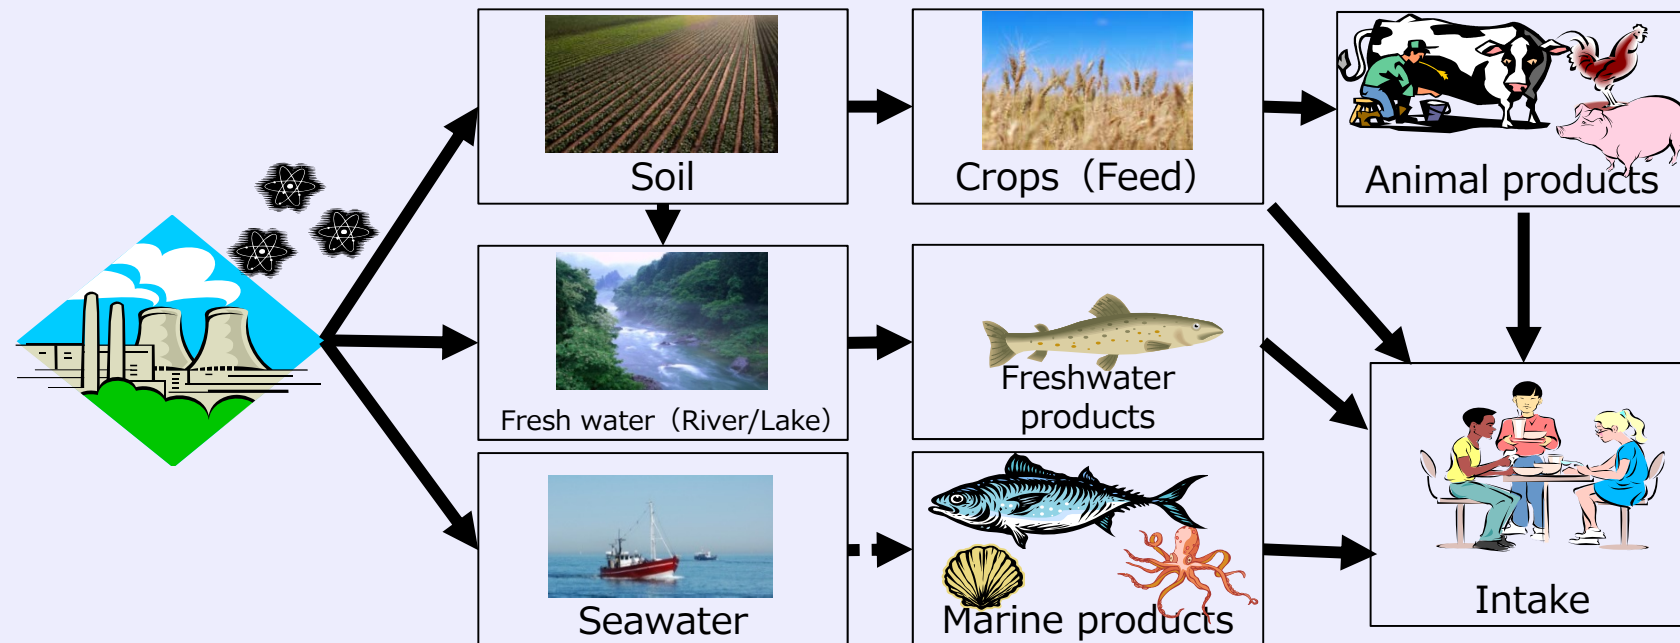 Soil
Crops（Feed）
Animal products
Fresh water（River/Lake）
Freshwater
products
Seawater
Marine products
Intake